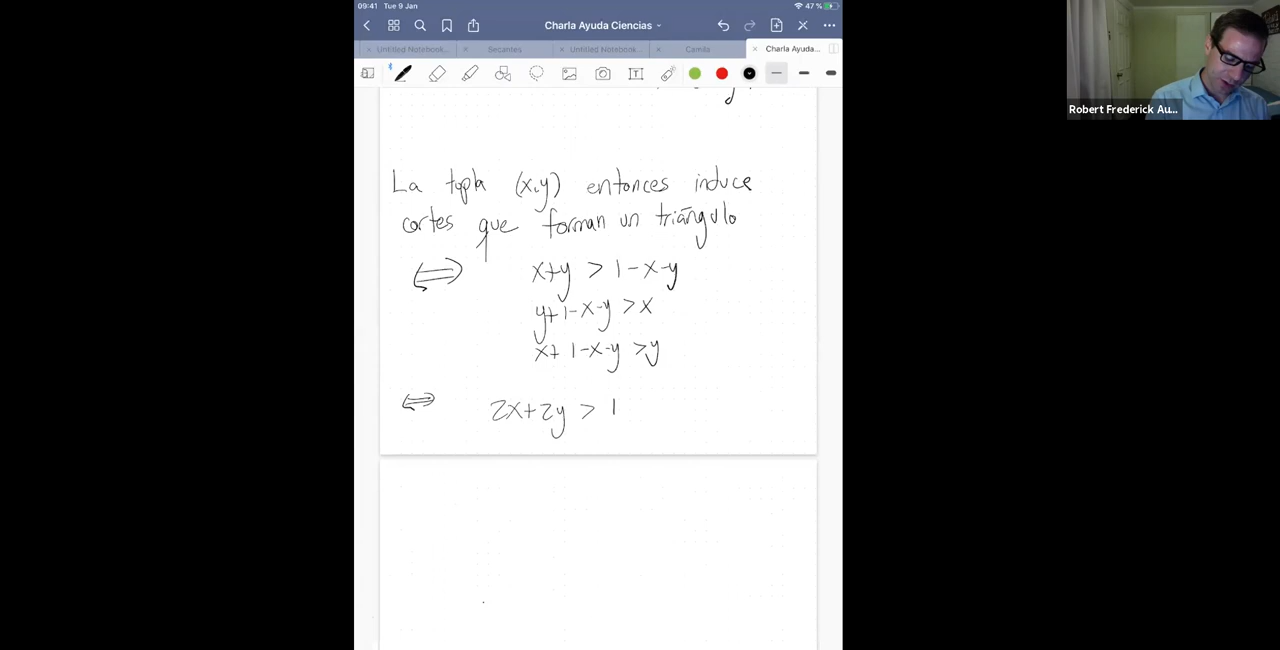 09:41 Tue 9 Jan
47%
Charla Ayuda Ciencias
Untitled Notebook... Secantes Untitled Notebook... Camila Charla Ayuda...
Robert Frederick Au...
La tupla (x,y) entonces induce
cortes que forman un triángulo
⟺ x+y > 1-x-y
y+1-x-y > x
x+1-x-y > y
⟺ 2x+2y > 1